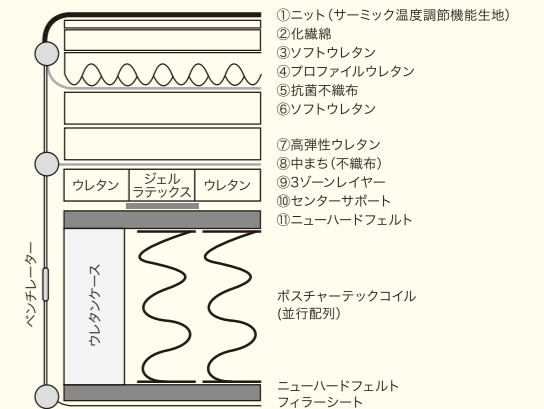 ①ニット(サーミック温度調節機能生地)
②化繊綿
③ソフトウレタン
④プロファイルウレタン
⑤抗菌不織布
⑥ソフトウレタン
⑦高弾性ウレタン
⑧中まち(不織布)
⑨3ゾーンレイヤー
⑩センターサポート
⑪ニューハードフェルト
ウレタン
ジェル
ラテックス
ウレタン
ベンチレーター
ウレタンケース
ポスチャーテックコイル
(並行配列)
ニューハードフェルト
フィラーシート